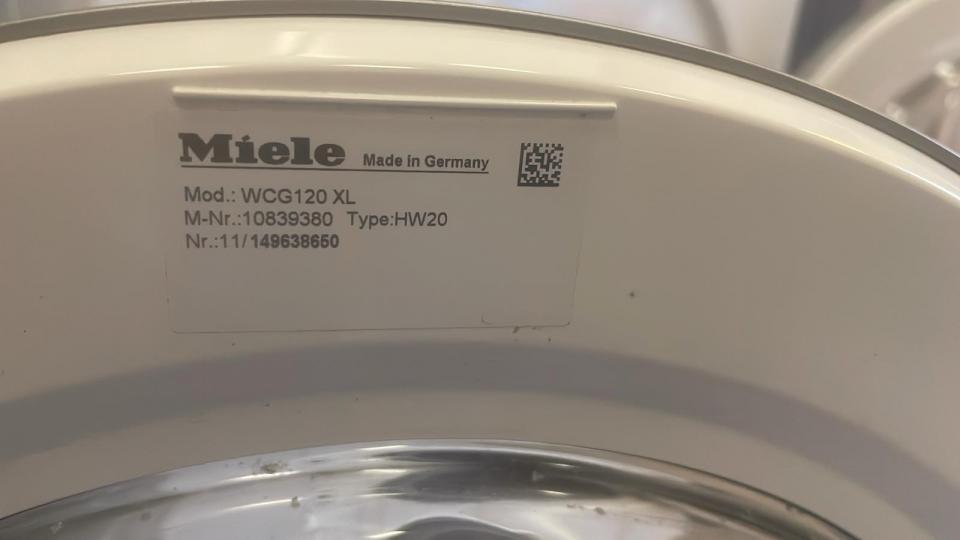 Miele Made in Germany
Mod.: WCG120 XL
M-Nr.:10839380 Type:HW20
Nr.:11/149638650